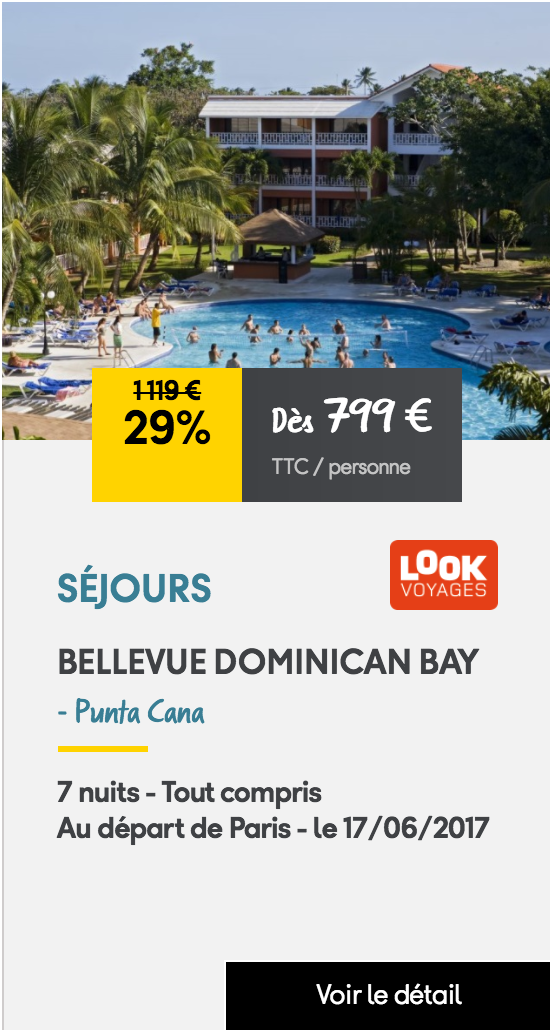 1 119 €
29%
Dès 799 €
TTC / personne
LOOK
VOYAGES
SÉJOURS
BELLEVUE DOMINICAN BAY
- Punta Cana
7 nuits - Tout compris
Au départ de Paris - le 17/06/2017
Voir le détail